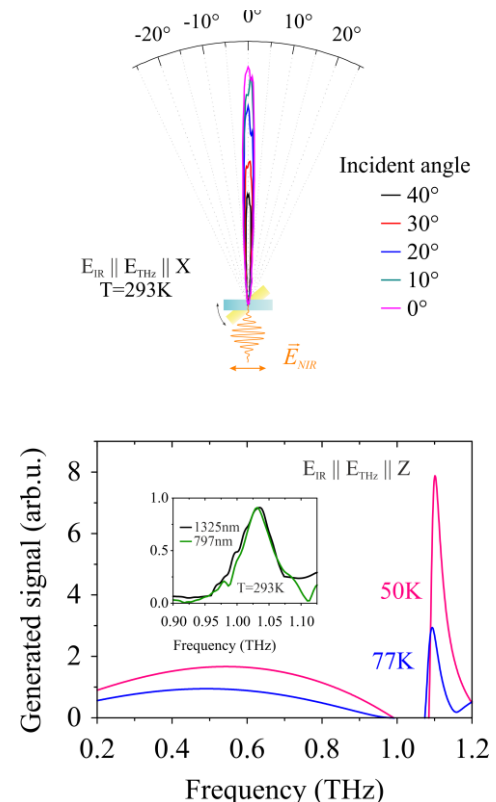 -20° -10° 0° 10° 20°
Incident angle
40°
30°
20°
10°
0°
E_IR || E_THz || X
T=293K
E_NIR
Generated signal (arb.u.)
8
6
4
2
0
E_IR || E_THz || Z
1.0
0.5
0.0
1325nm
797nm
T=293K
0.90 0.95 1.00 1.05 1.10
Frequency (THz)
50K
77K
0.2 0.4 0.6 0.8 1.0 1.2
Frequency (THz)